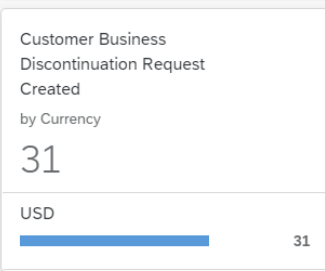 Customer Business
Discontinuation Request
Created
by Currency
31
USD
31